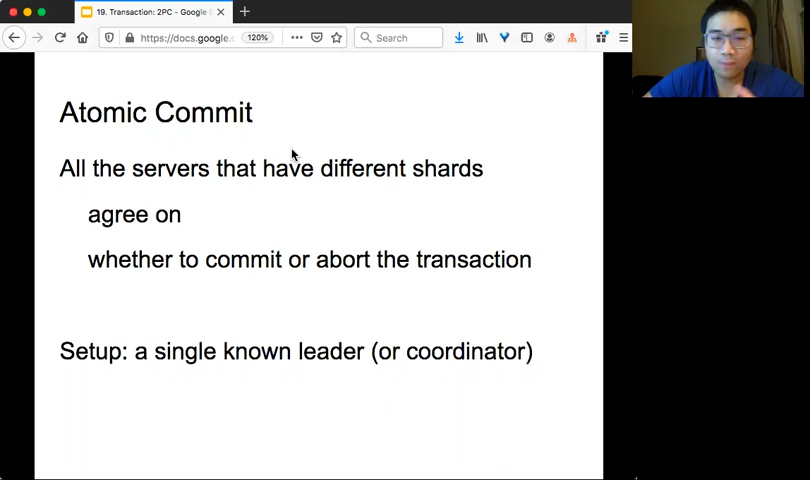 19. Transaction: 2PC - Google
https://docs.google.
120%
Search
Atomic Commit
All the servers that have different shards
agree on
whether to commit or abort the transaction
Setup: a single known leader (or coordinator)